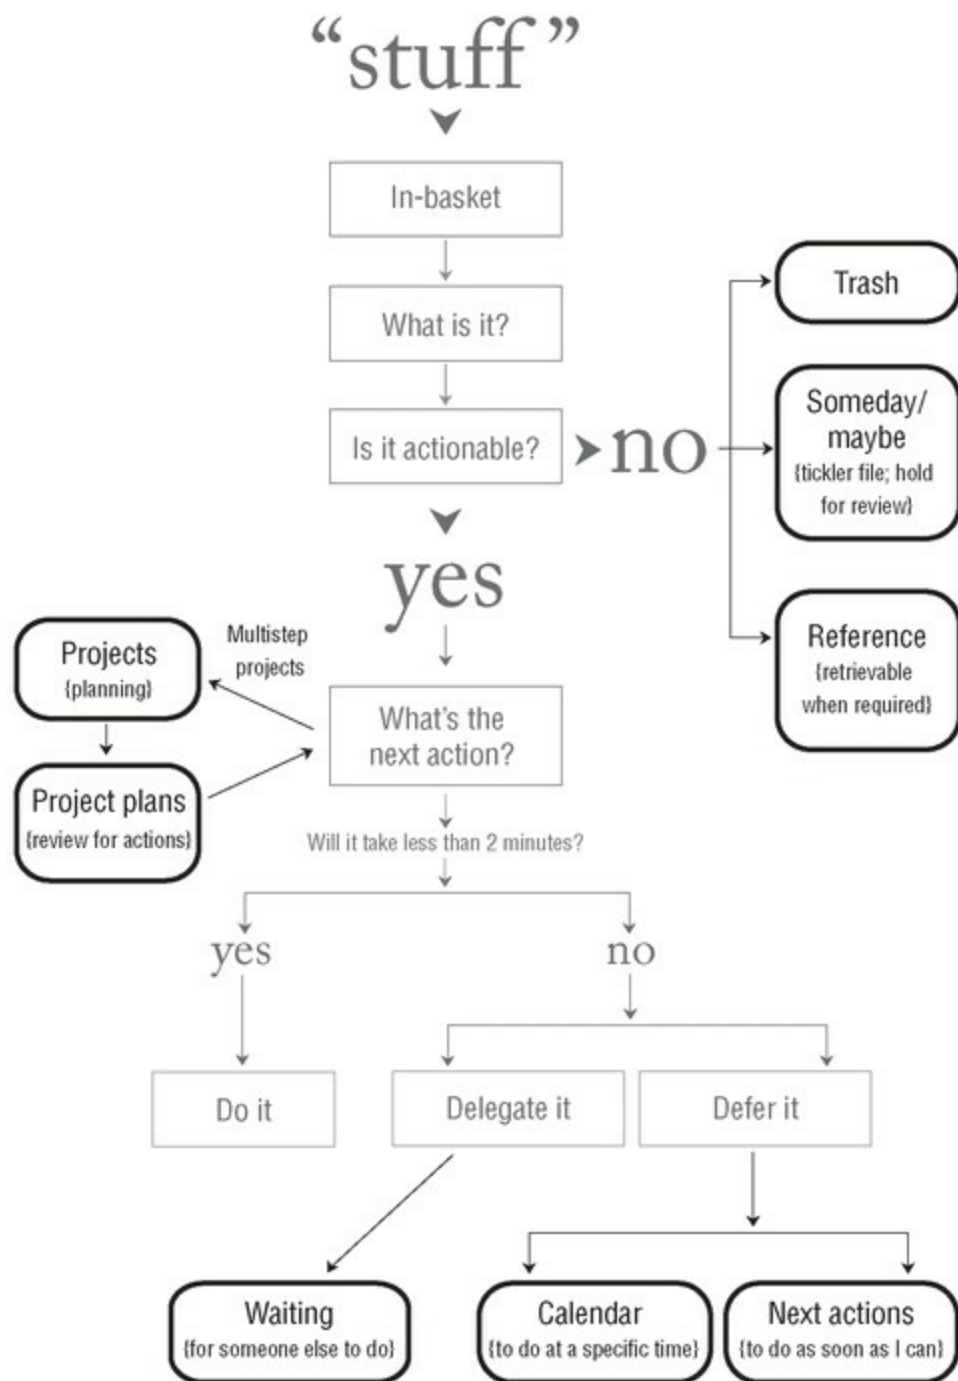 “stuff”
In-basket
What is it?
Is it actionable?
no
Trash
Someday/
maybe
{tickler file; hold
for review}
Reference
{retrievable
when required}
yes
Multistep
projects
Projects
{planning}
Project plans
{review for actions}
What’s the
next action?
Will it take less than 2 minutes?
yes
no
Do it
Delegate it
Defer it
Waiting
{for someone else to do}
Calendar
{to do at a specific time}
Next actions
{to do as soon as I can}